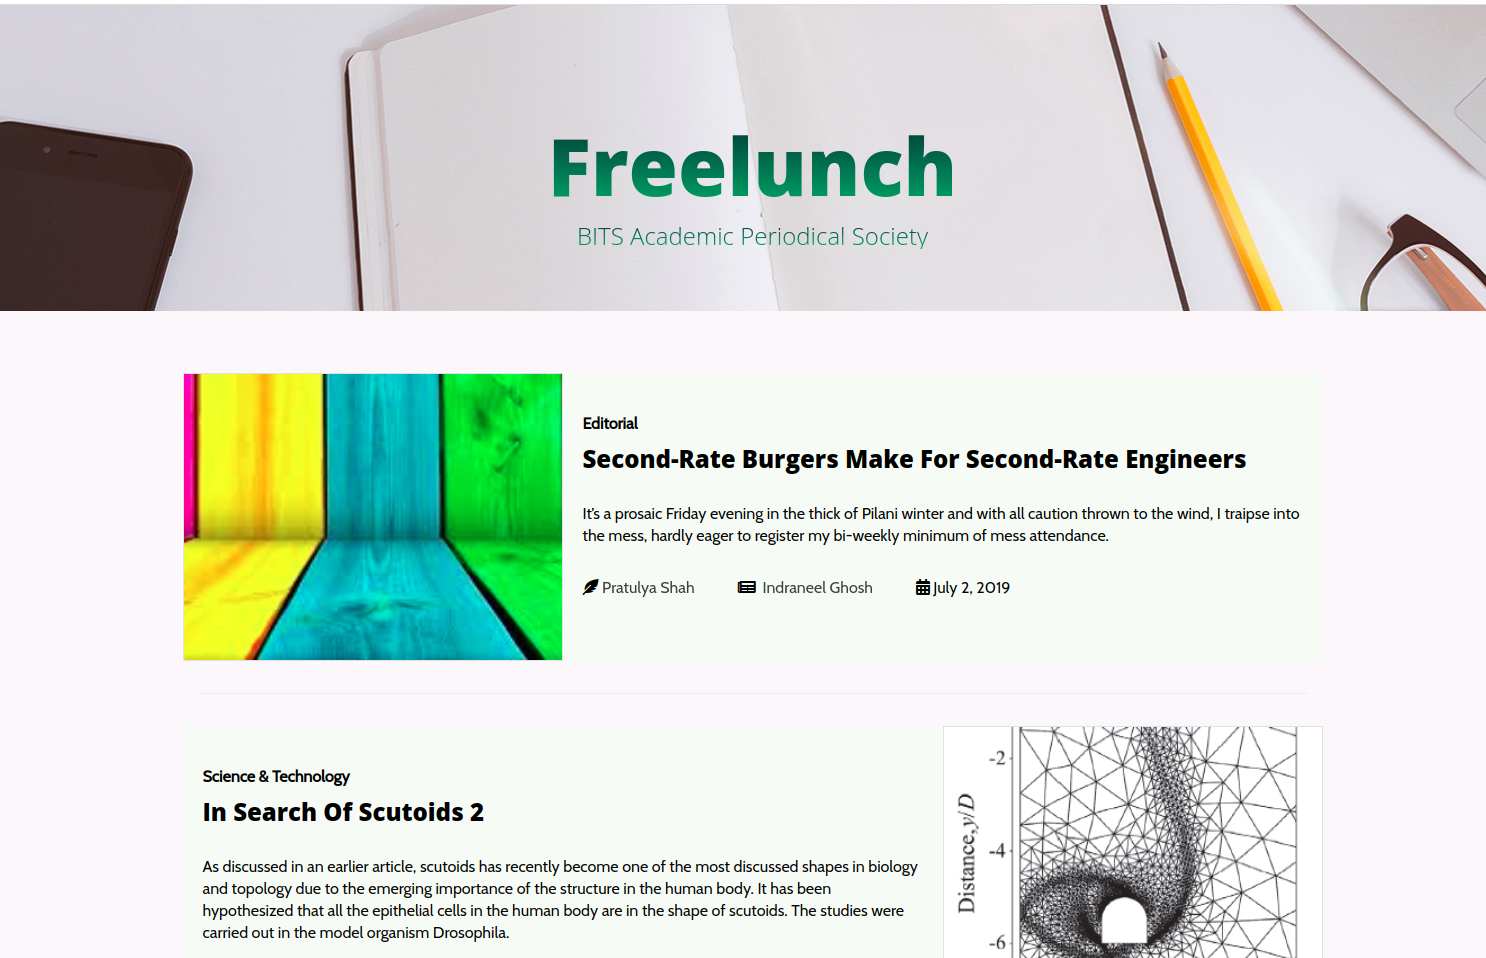 Freelunch
BITS Academic Periodical Society
Editorial
Second-Rate Burgers Make For Second-Rate Engineers
It's a prosaic Friday evening in the thick of Pilani winter and with all caution thrown to the wind, I traipse into
the mess, hardly eager to register my bi-weekly minimum of mess attendance.
Pratulya Shah Indraneel Ghosh July 2, 2019
Science & Technology
In Search Of Scutoids 2
As discussed in an earlier article, scutoids has recently become one of the most discussed shapes in biology
and topology due to the emerging importance of the structure in the human body. It has been
hypothesized that all the epithelial cells in the human body are in the shape of scutoids. The studies were
carried out in the model organism Drosophila.
Distance, y/D
-2
-4
-6